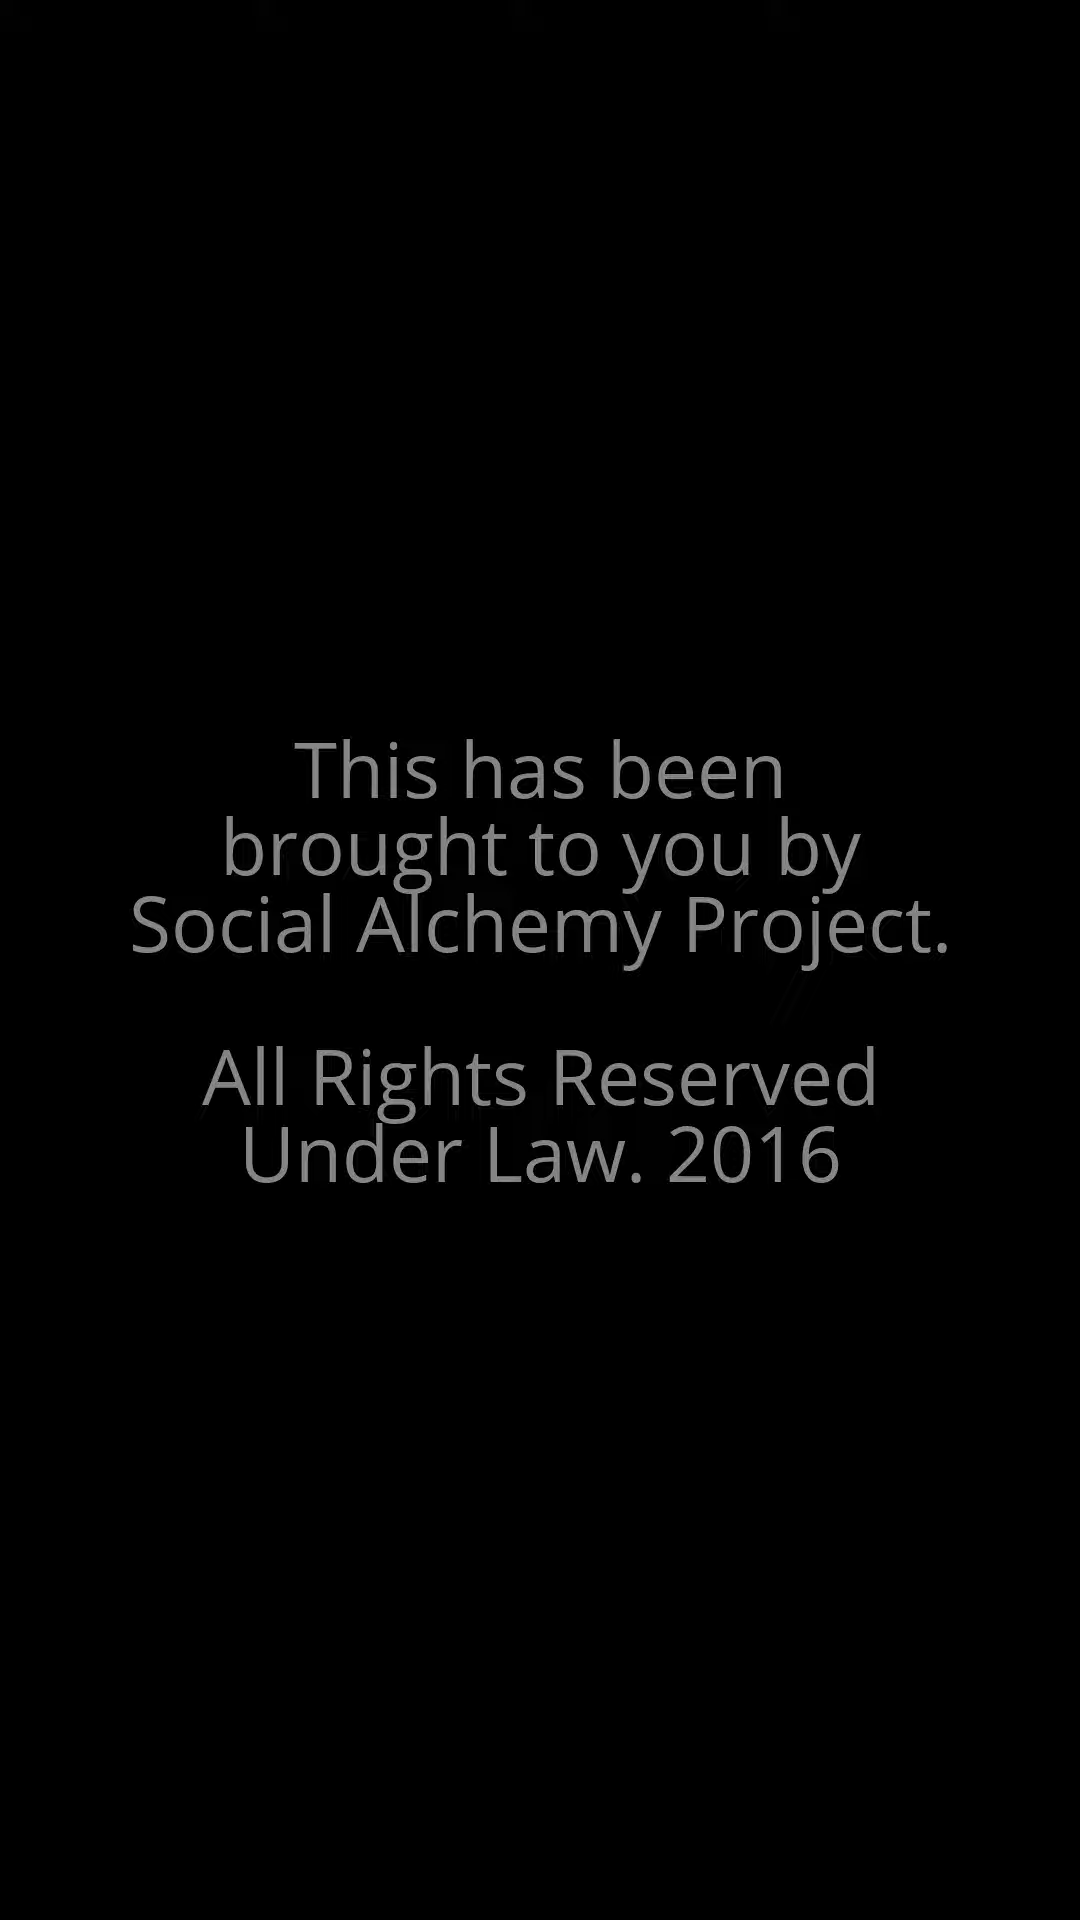 This has been
brought to you by
Social Alchemy Project.
All Rights Reserved
Under Law. 2016